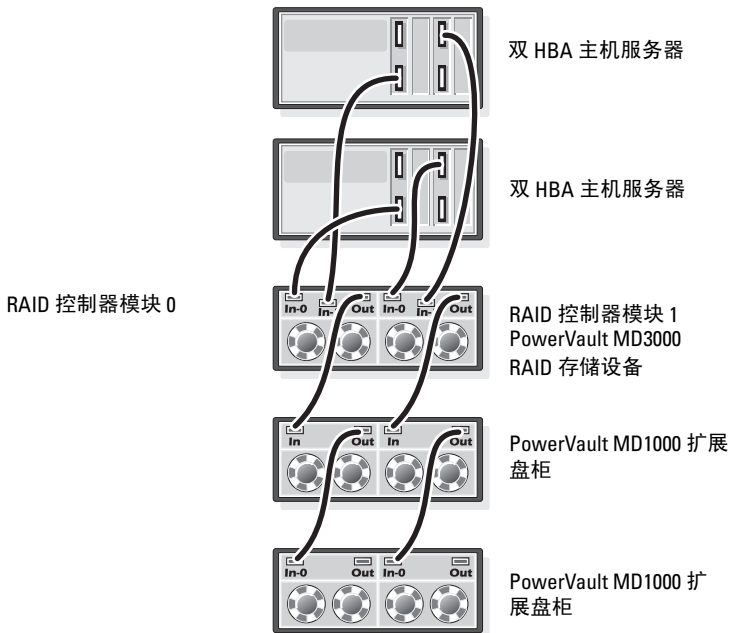 双 HBA 主机服务器
双 HBA 主机服务器
RAID 控制器模块 0
In-0 In- Out In-0 In- Out
RAID 控制器模块 1
PowerVault MD3000
RAID 存储设备
In Out In Out
PowerVault MD1000 扩展
盘柜
In-0 Out In-0 Out
PowerVault MD1000 扩
展盘柜